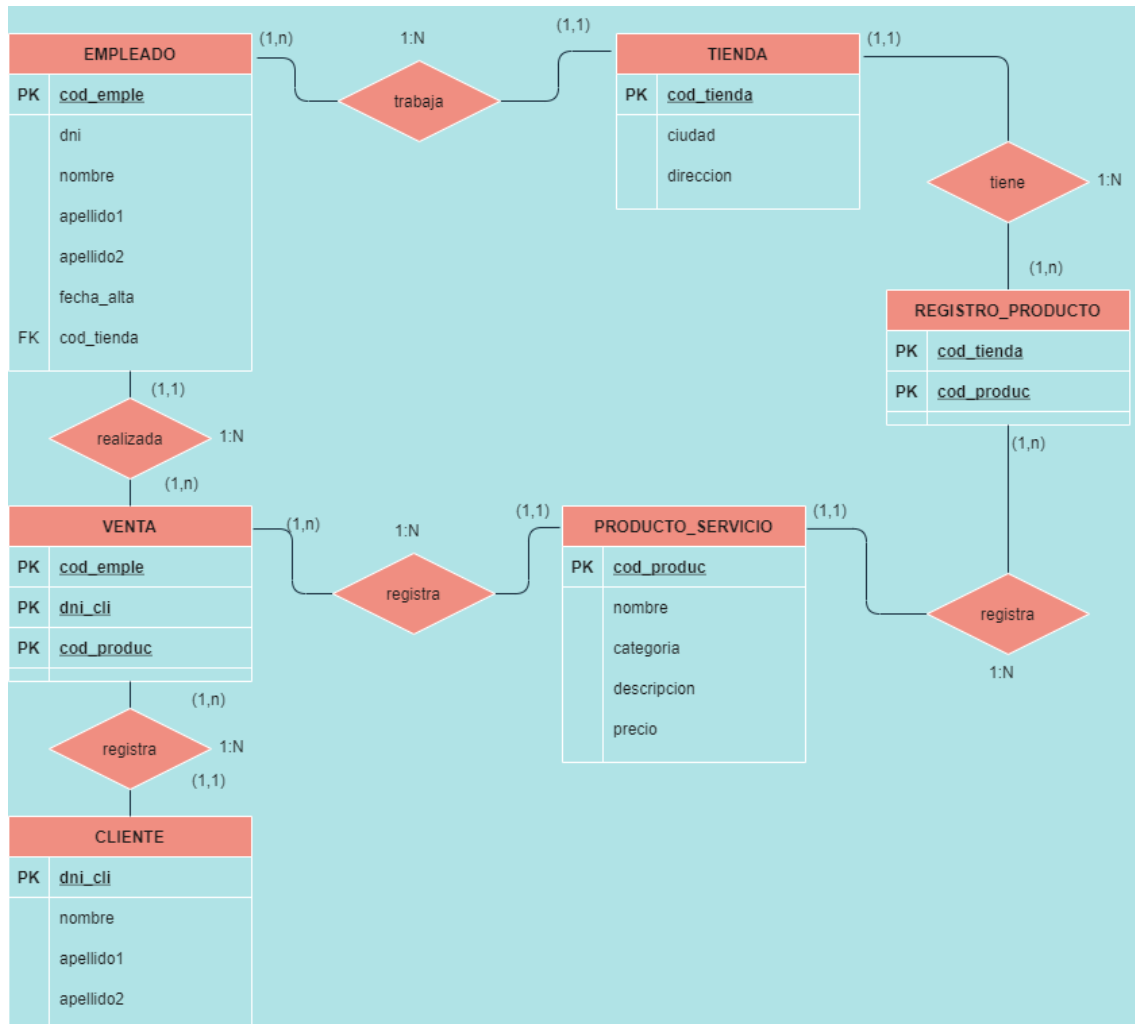 EMPLEADO
PK cod_emple
dni
nombre
apellido1
apellido2
fecha_alta
FK cod_tienda
(1,n)
1:N
trabaja
(1,1)
TIENDA
PK cod_tienda
ciudad
direccion
(1,1)
tiene
1:N
(1,n)
REGISTRO_PRODUCTO
PK cod_tienda
PK cod_produc
(1,n)
(1,1)
realizada
1:N
(1,n)
VENTA
PK cod_emple
PK dni_cli
PK cod_produc
(1,n)
1:N
registra
(1,1)
PRODUCTO_SERVICIO
PK cod_produc
nombre
categoria
descripcion
precio
(1,1)
registra
1:N
(1,n)
registra
1:N
(1,1)
CLIENTE
PK dni_cli
nombre
apellido1
apellido2